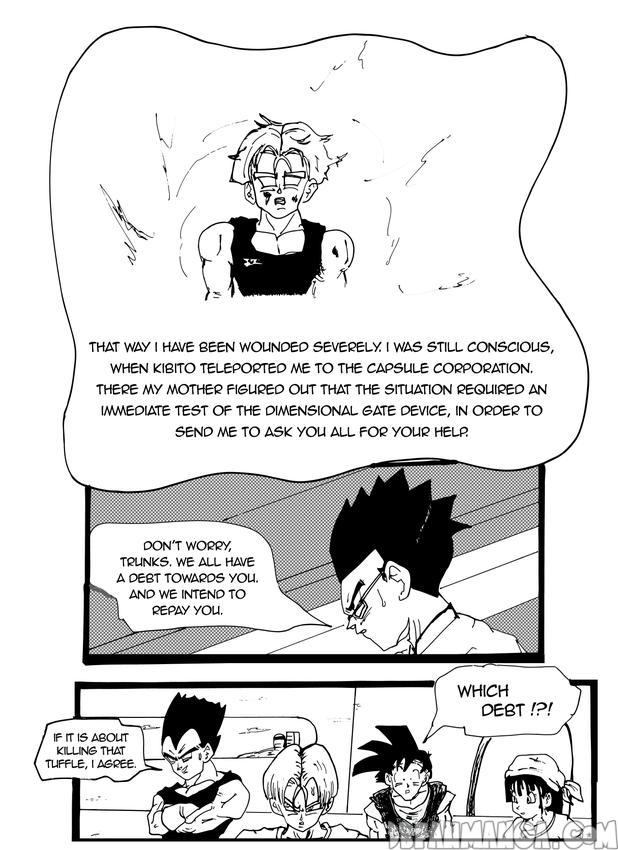 THAT WAY I HAVE BEEN WOUNDED SEVERELY. I WAS STILL CONSCIOUS,
WHEN KIBITO TELEPORTED ME TO THE CAPSULE CORPORATION.
THERE MY MOTHER FIGURED OUT THAT THE SITUATION REQUIRED AN
IMMEDIATE TEST OF THE DIMENSIONAL GATE DEVICE, IN ORDER TO
SEND ME TO ASK YOU ALL FOR YOUR HELP.
DON'T WORRY,
TRUNKS. WE ALL HAVE
A DEBT TOWARDS YOU.
AND WE INTEND TO
REPAY YOU.
IF IT IS ABOUT
KILLING THAT
TUFFLE, I AGREE.
WHICH
DEBT !?!
DBFANMANGA.COM